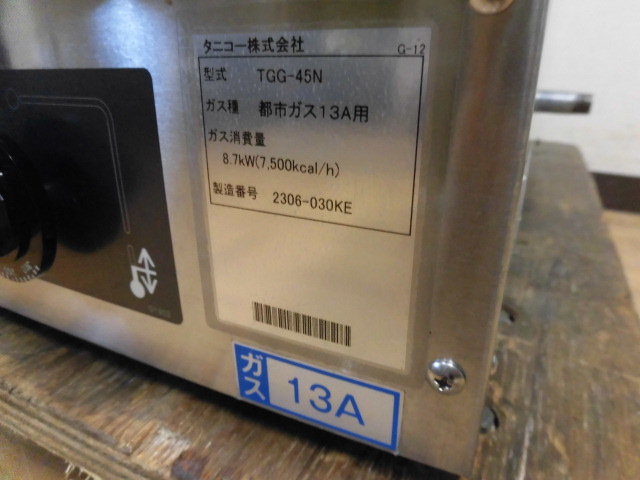 タニコー株式会社
G-12
型式 TGG-45N
ガス種 都市ガス13A用
ガス消費量
8.7kW(7,500kcal/h)
製造番号 2306-030KE
ガス 13A